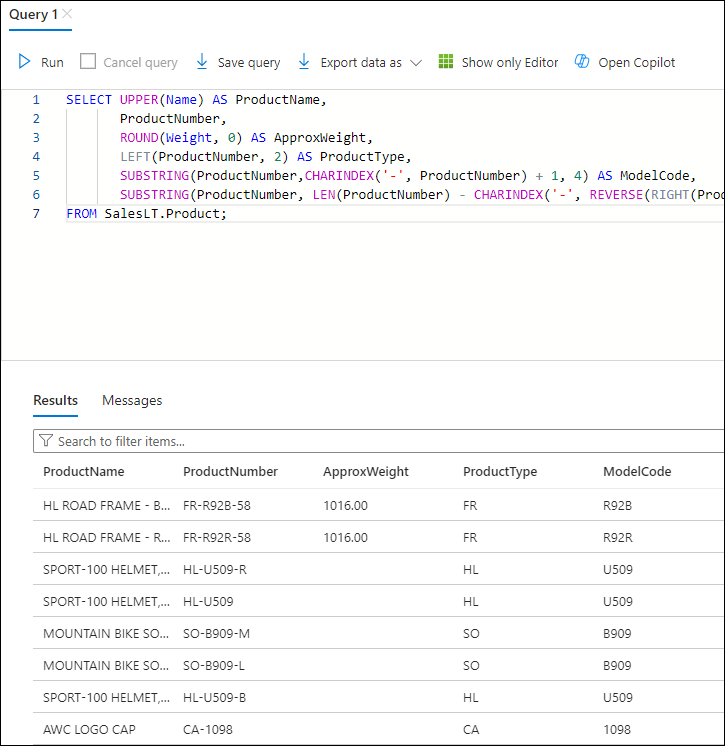 Query 1
Run Cancel query Save query Export data as Show only Editor Open Copilot
1 SELECT UPPER(Name) AS ProductName,
2 ProductNumber,
3 ROUND(Weight, 0) AS ApproxWeight,
4 LEFT(ProductNumber, 2) AS ProductType,
5 SUBSTRING(ProductNumber,CHARINDEX('-', ProductNumber) + 1, 4) AS ModelCode,
6 SUBSTRING(ProductNumber, LEN(ProductNumber) - CHARINDEX('-', REVERSE(RIGHT(Prod
7 FROM SalesLT.Product;
Results Messages
Search to filter items...
ProductName ProductNumber ApproxWeight ProductType ModelCode
HL ROAD FRAME - B... FR-R92B-58 1016.00 FR R92B
HL ROAD FRAME - R... FR-R92R-58 1016.00 FR R92R
SPORT-100 HELMET,... HL-U509-R HL U509
SPORT-100 HELMET,... HL-U509 HL U509
MOUNTAIN BIKE SO... SO-B909-M SO B909
MOUNTAIN BIKE SO... SO-B909-L SO B909
SPORT-100 HELMET,... HL-U509-B HL U509
AWC LOGO CAP CA-1098 CA 1098